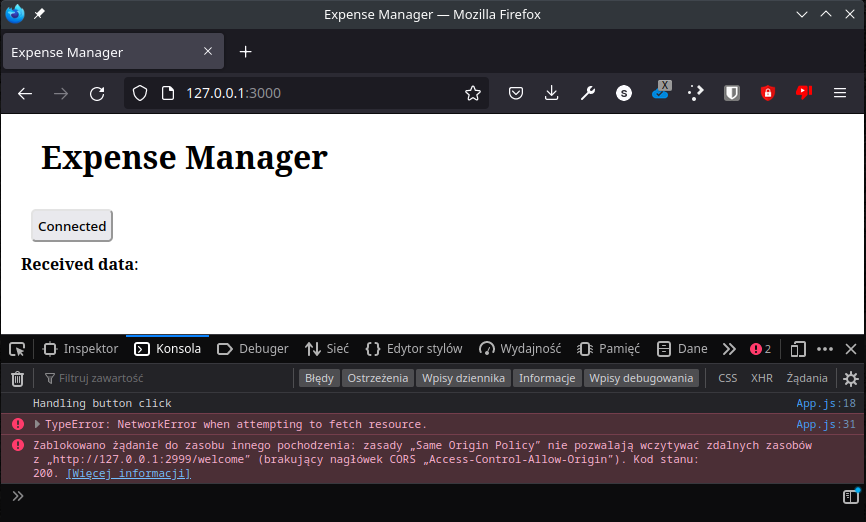 Expense Manager — Mozilla Firefox
Expense Manager
127.0.0.1:3000
S
X
Expense Manager
Connected
Received data:
Inspektor Konsola Debuger Sieć Edytor stylów Wydajność Pamięć Dane 2
Filtruj zawartość Błędy Ostrzeżenia Wpisy dziennika Informacje Wpisy debugowania CSS XHR Żądania
Handling button click App.js:18
TypeError: NetworkError when attempting to fetch resource. App.js:31
Zablokowano żądanie do zasobu innego pochodzenia: zasady „Same Origin Policy” nie pozwalają wczytywać zdalnych zasobów
z „http://127.0.0.1:2999/welcome” (brakujący nagłówek CORS „Access-Control-Allow-Origin”). Kod stanu:
200. [Więcej informacji]